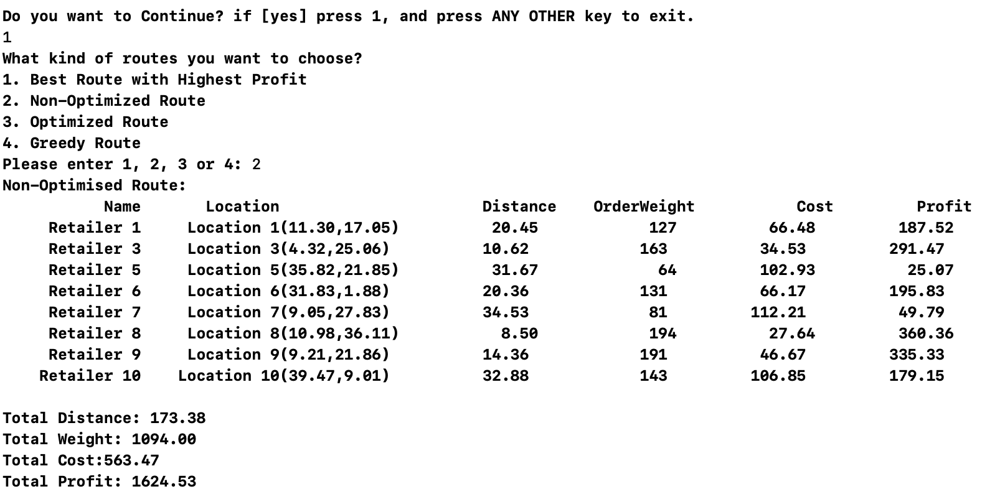 Do you want to Continue? if [yes] press 1, and press ANY OTHER key to exit.
1
What kind of routes you want to choose?
1. Best Route with Highest Profit
2. Non-Optimized Route
3. Optimized Route
4. Greedy Route
Please enter 1, 2, 3 or 4: 2
Non-Optimised Route:
Name Location Distance OrderWeight Cost Profit
Retailer 1 Location 1(11.30,17.05) 20.45 127 66.48 187.52
Retailer 3 Location 3(4.32,25.06) 10.62 163 34.53 291.47
Retailer 5 Location 5(35.82,21.85) 31.67 64 102.93 25.07
Retailer 6 Location 6(31.83,1.88) 20.36 131 66.17 195.83
Retailer 7 Location 7(9.05,27.83) 34.53 81 112.21 49.79
Retailer 8 Location 8(10.98,36.11) 8.50 194 27.64 360.36
Retailer 9 Location 9(9.21,21.86) 14.36 191 46.67 335.33
Retailer 10 Location 10(39.47,9.01) 32.88 143 106.85 179.15
Total Distance: 173.38
Total Weight: 1094.00
Total Cost:563.47
Total Profit: 1624.53